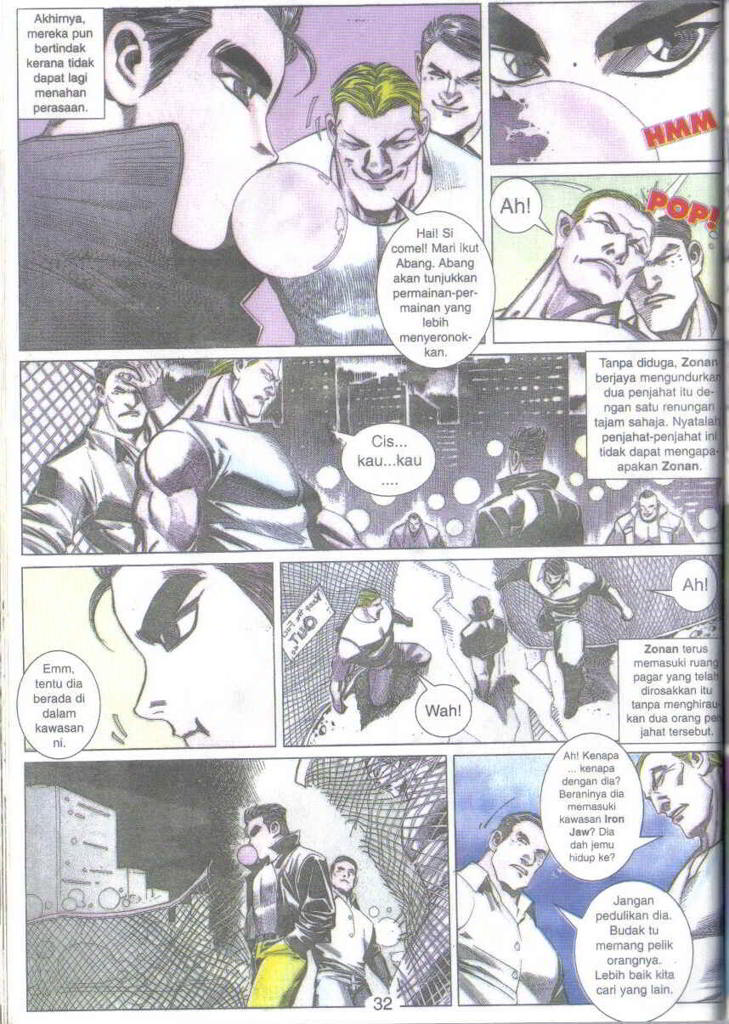 Akhirnya,
mereka pun
bertindak
kerana tidak
dapat lagi
menahan
perasaan.
Hai! Si
comel! Mari ikut
Abang. Abang
akan tunjukkan
permainan-per-
mainan yang
lebih
menyeronok-
kan.
HMM
Ah!
POP!
Cis...
kau...kau
....
Tanpa diduga, Zonan
berjaya mengundurkan
dua penjahat itu de-
ngan satu renungan
tajam sahaja. Nyatalah
penjahat-penjahat ini
tidak dapat mengapa-
apakan Zonan.
Emm,
tentu dia
berada di
dalam
kawasan
ni.
Wah!
Ah!
Zonan terus
memasuki ruang
pagar yang telah
dirosakkan itu
tanpa menghirau-
kan dua orang pen
jahat tersebut.
Ah! Kenapa
... kenapa
dengan dia?
Beraninya dia
memasuki
kawasan Iron
Jaw? Dia
dah jemu
hidup ke?
Jangan
pedulikan dia.
Budak tu
memang pelik
orangnya.
Lebih baik kita
cari yang lain.
32